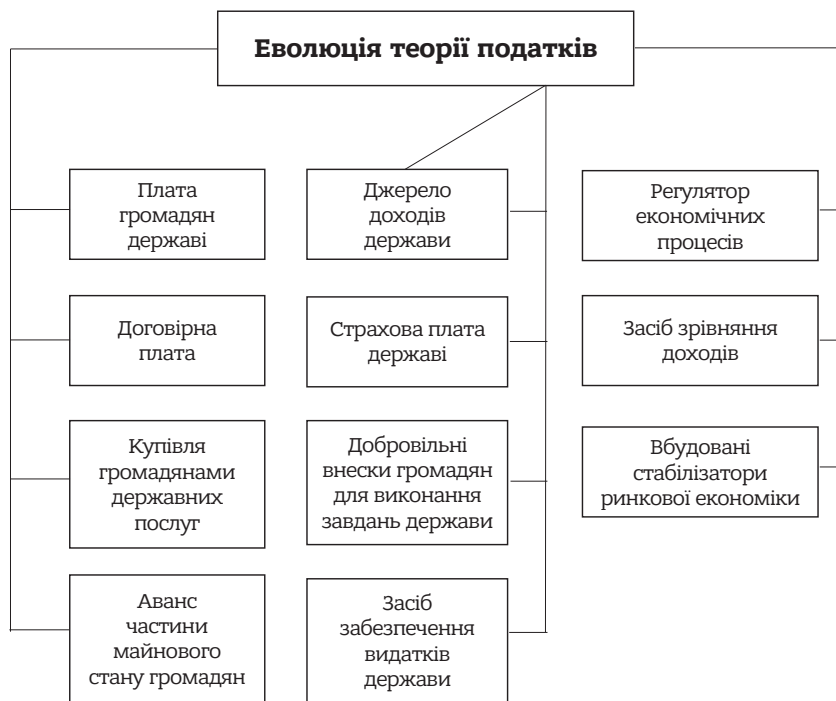 Еволюція теорії податків
Плата
громадян
державі
Договірна
плата
Купівля
громадянами
державних
послуг
Аванс
частини
майнового
стану громадян
Джерело
доходів
держави
Страхова плата
державі
Добровільні
внески громадян
для виконання
завдань держави
Засіб
забезпечення
видатків
держави
Регулятор
економічних
процесів
Засіб зрівняння
доходів
Вбудовані
стабілізатори
ринкової економіки